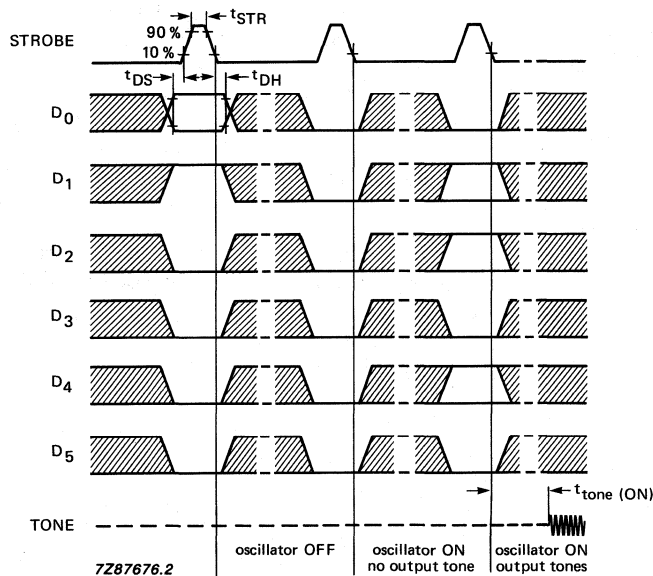 tSTR
STROBE
90 %
10 %
tDS
tDH
D0
D1
D2
D3
D4
D5
ttone (ON)
TONE
oscillator OFF
oscillator ON
no output tone
oscillator ON
output tones
7Z87676.2